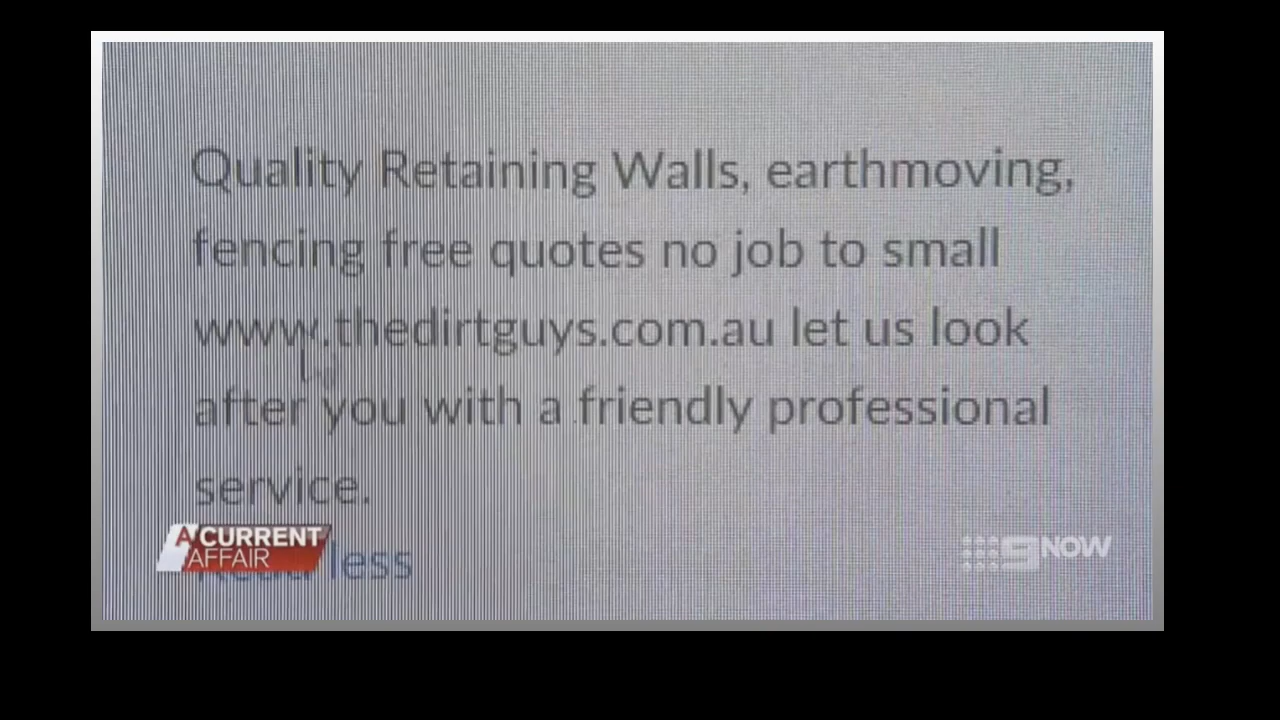 Quality Retaining Walls, earthmoving,
fencing free quotes no job to small
www.thedirtguys.com.au let us look
after you with a friendly professional
service.
A CURRENT
AFFAIR
Read less
9NOW